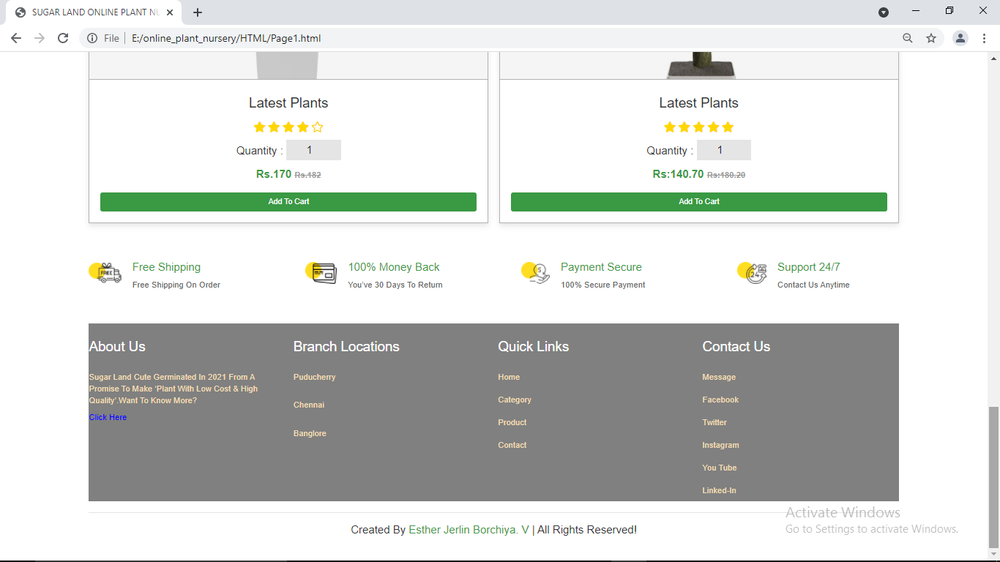 SUGAR LAND ONLINE PLANT NU
File
E:/online_plant_nursery/HTML/Page1.html
Latest Plants
Quantity : 1
Rs.170 Rs.182
Add To Cart
Latest Plants
Quantity : 1
Rs:140.70 Rs:180.20
Add To Cart
FREE
Free Shipping
Free Shipping On Order
100% Money Back
You've 30 Days To Return
$
Payment Secure
100% Secure Payment
24
Support 24/7
Contact Us Anytime
About Us
Sugar Land Cute Germinated In 2021 From A
Promise To Make 'Plant With Low Cost & High
Quality'.Want To Know More?
Click Here
Branch Locations
Puducherry
Chennai
Banglore
Quick Links
Home
Category
Product
Contact
Contact Us
Message
Facebook
Twitter
Instagram
You Tube
Linked-In
Created By Esther Jerlin Borchiya. V | All Rights Reserved!
Activate Windows
Go to Settings to activate Windows.